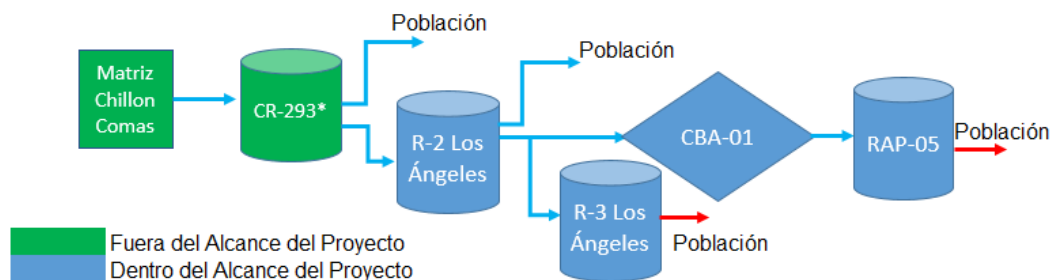 Población
Población
Matriz
Chillon
Comas
CR-293*
R-2 Los
Ángeles
CBA-01
RAP-05
Población
R-3 Los
Ángeles
Población
Fuera del Alcance del Proyecto
Dentro del Alcance del Proyecto